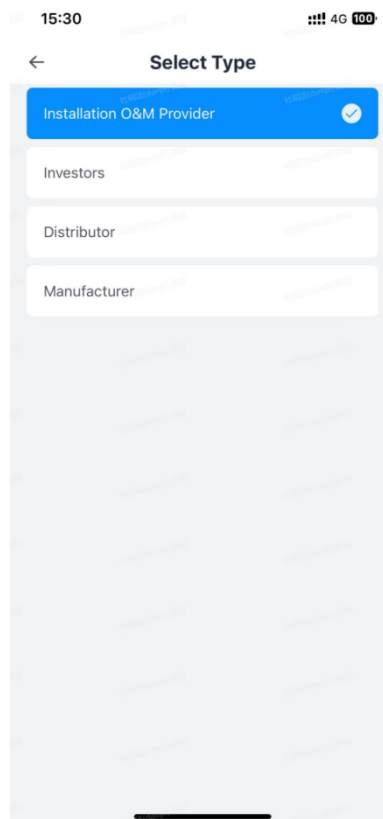 15:30
4G 100
Select Type
Installation O&M Provider
Investors
Distributor
Manufacturer